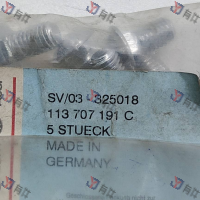 SV/03 - 325018
113 707 191 C
5 STUECK
MADE IN
GERMANY